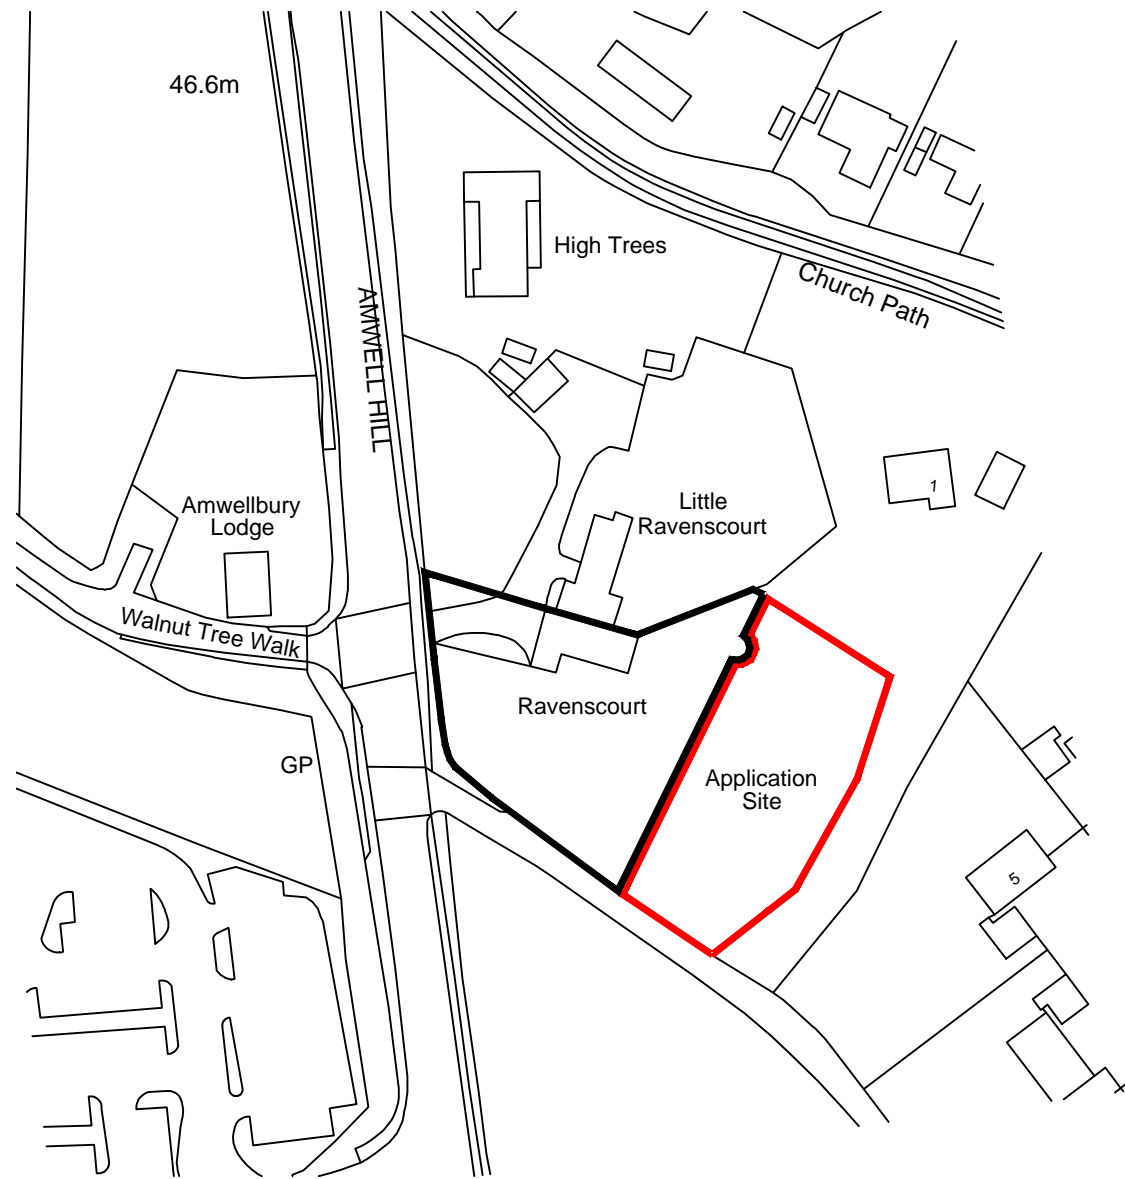 46.6m
High Trees
Church Path
AMWELL HILL
1
Amwellbury
Lodge
Little
Ravenscourt
Walnut Tree Walk
Ravenscourt
GP
Application
Site
5